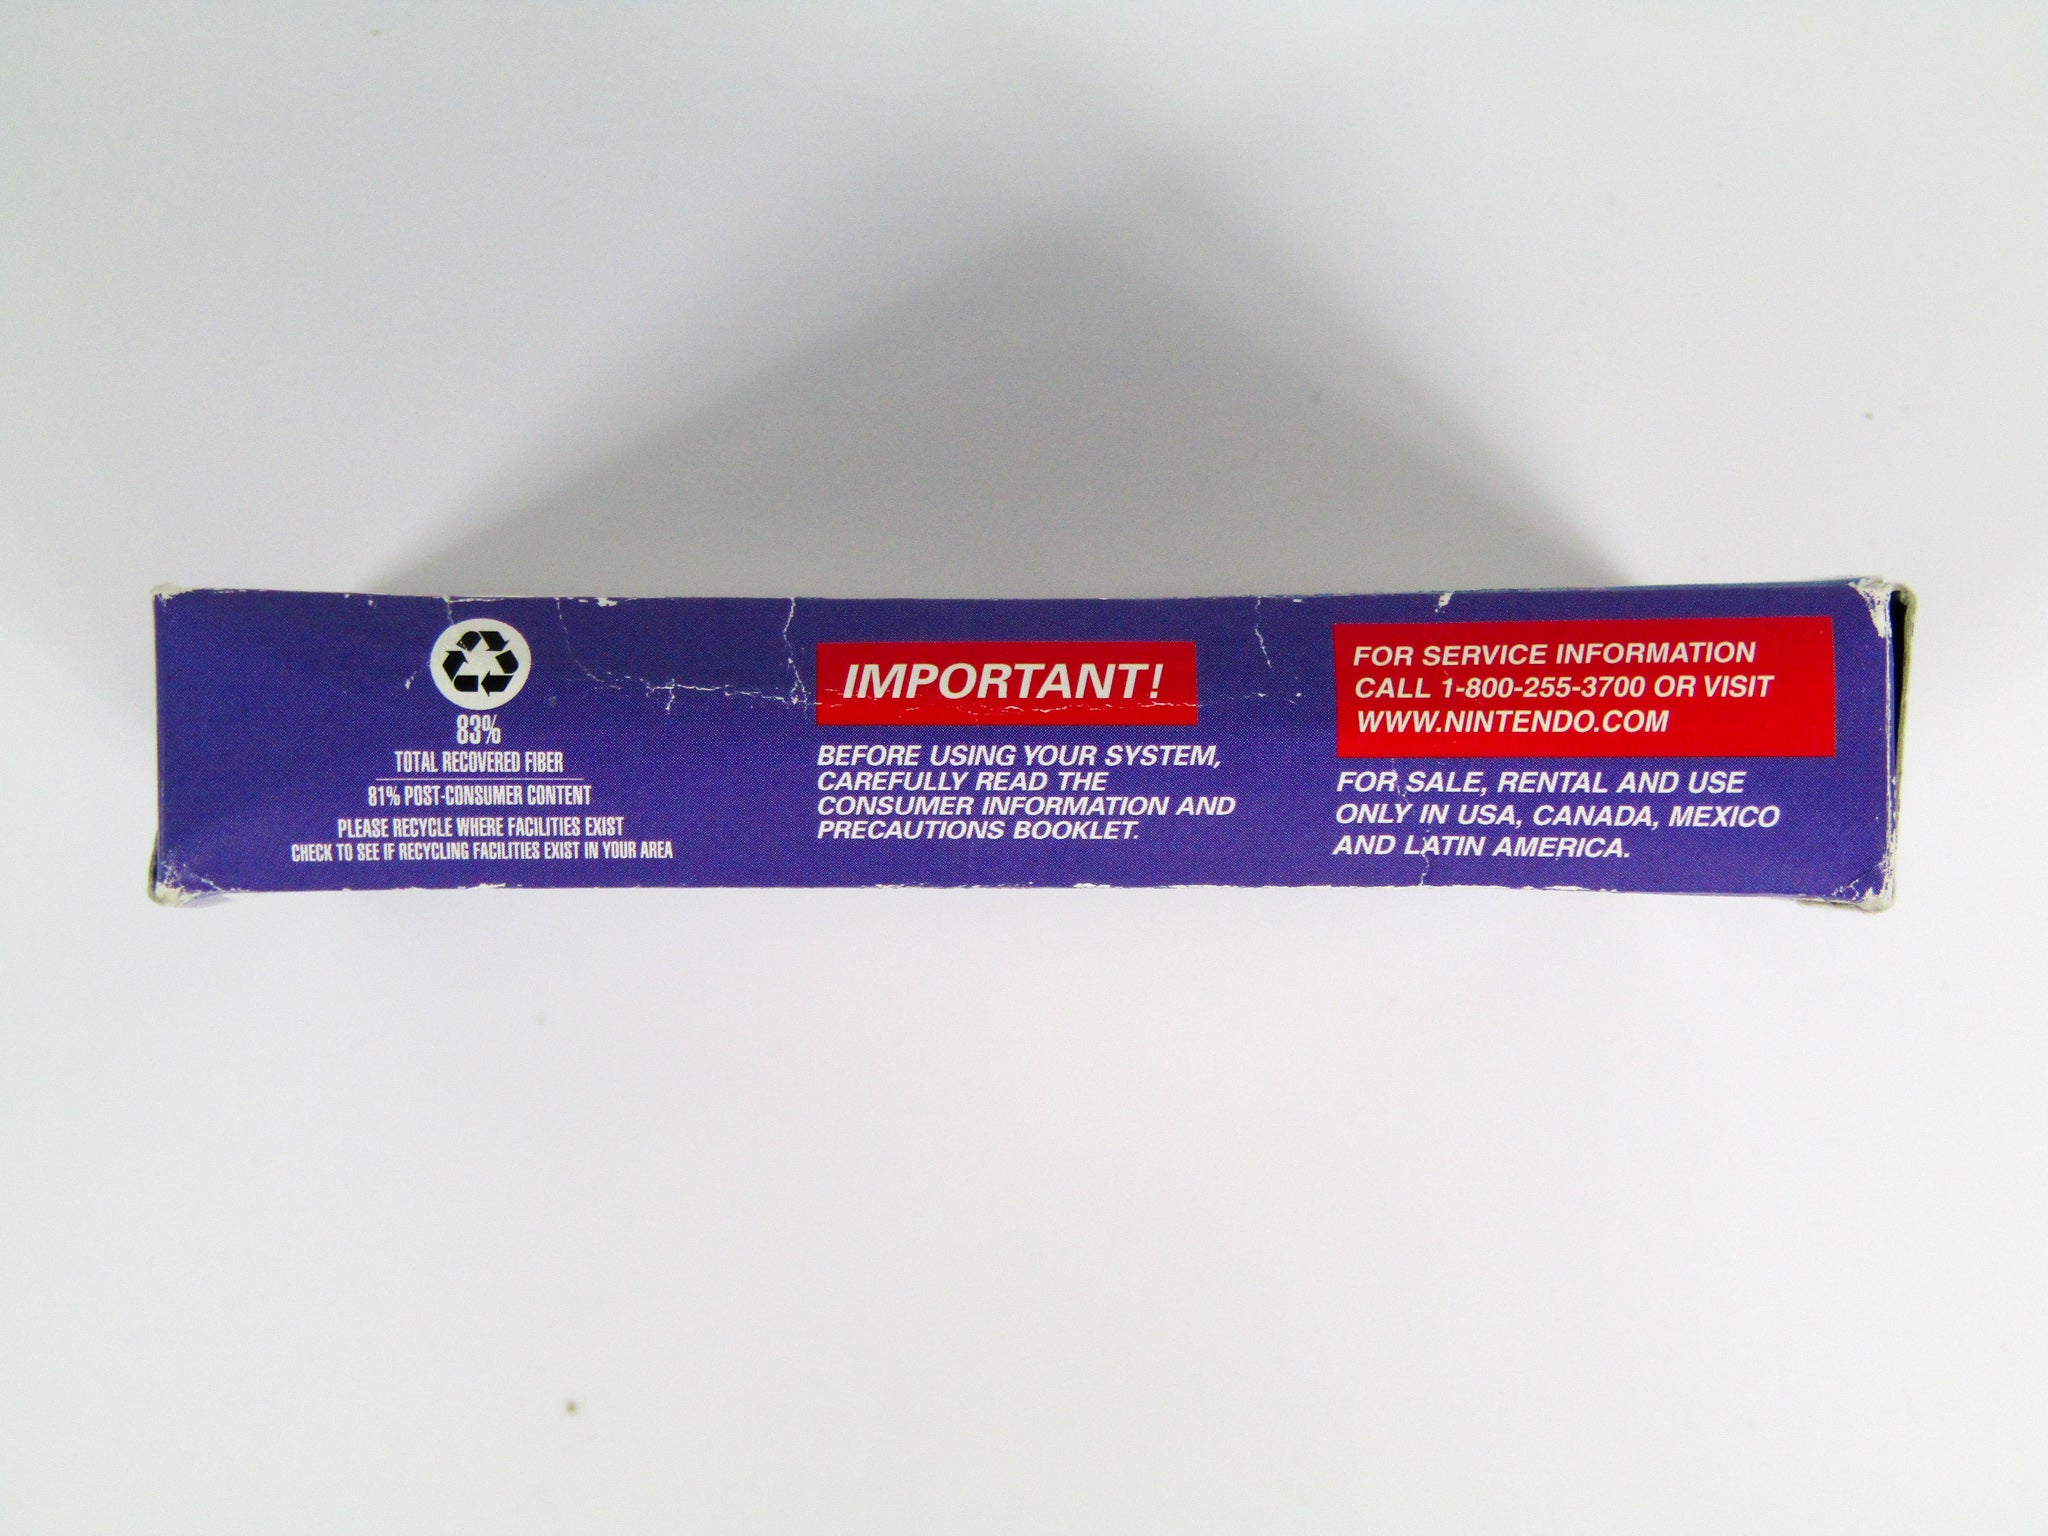 83%
TOTAL RECOVERED FIBER
81% POST-CONSUMER CONTENT
PLEASE RECYCLE WHERE FACILITIES EXIST
CHECK TO SEE IF RECYCLING FACILITIES EXIST IN YOUR AREA
IMPORTANT!
BEFORE USING YOUR SYSTEM,
CAREFULLY READ THE
CONSUMER INFORMATION AND
PRECAUTIONS BOOKLET.
FOR SERVICE INFORMATION
CALL 1-800-255-3700 OR VISIT
WWW.NINTENDO.COM
FOR SALE, RENTAL AND USE
ONLY IN USA, CANADA, MEXICO
AND LATIN AMERICA.